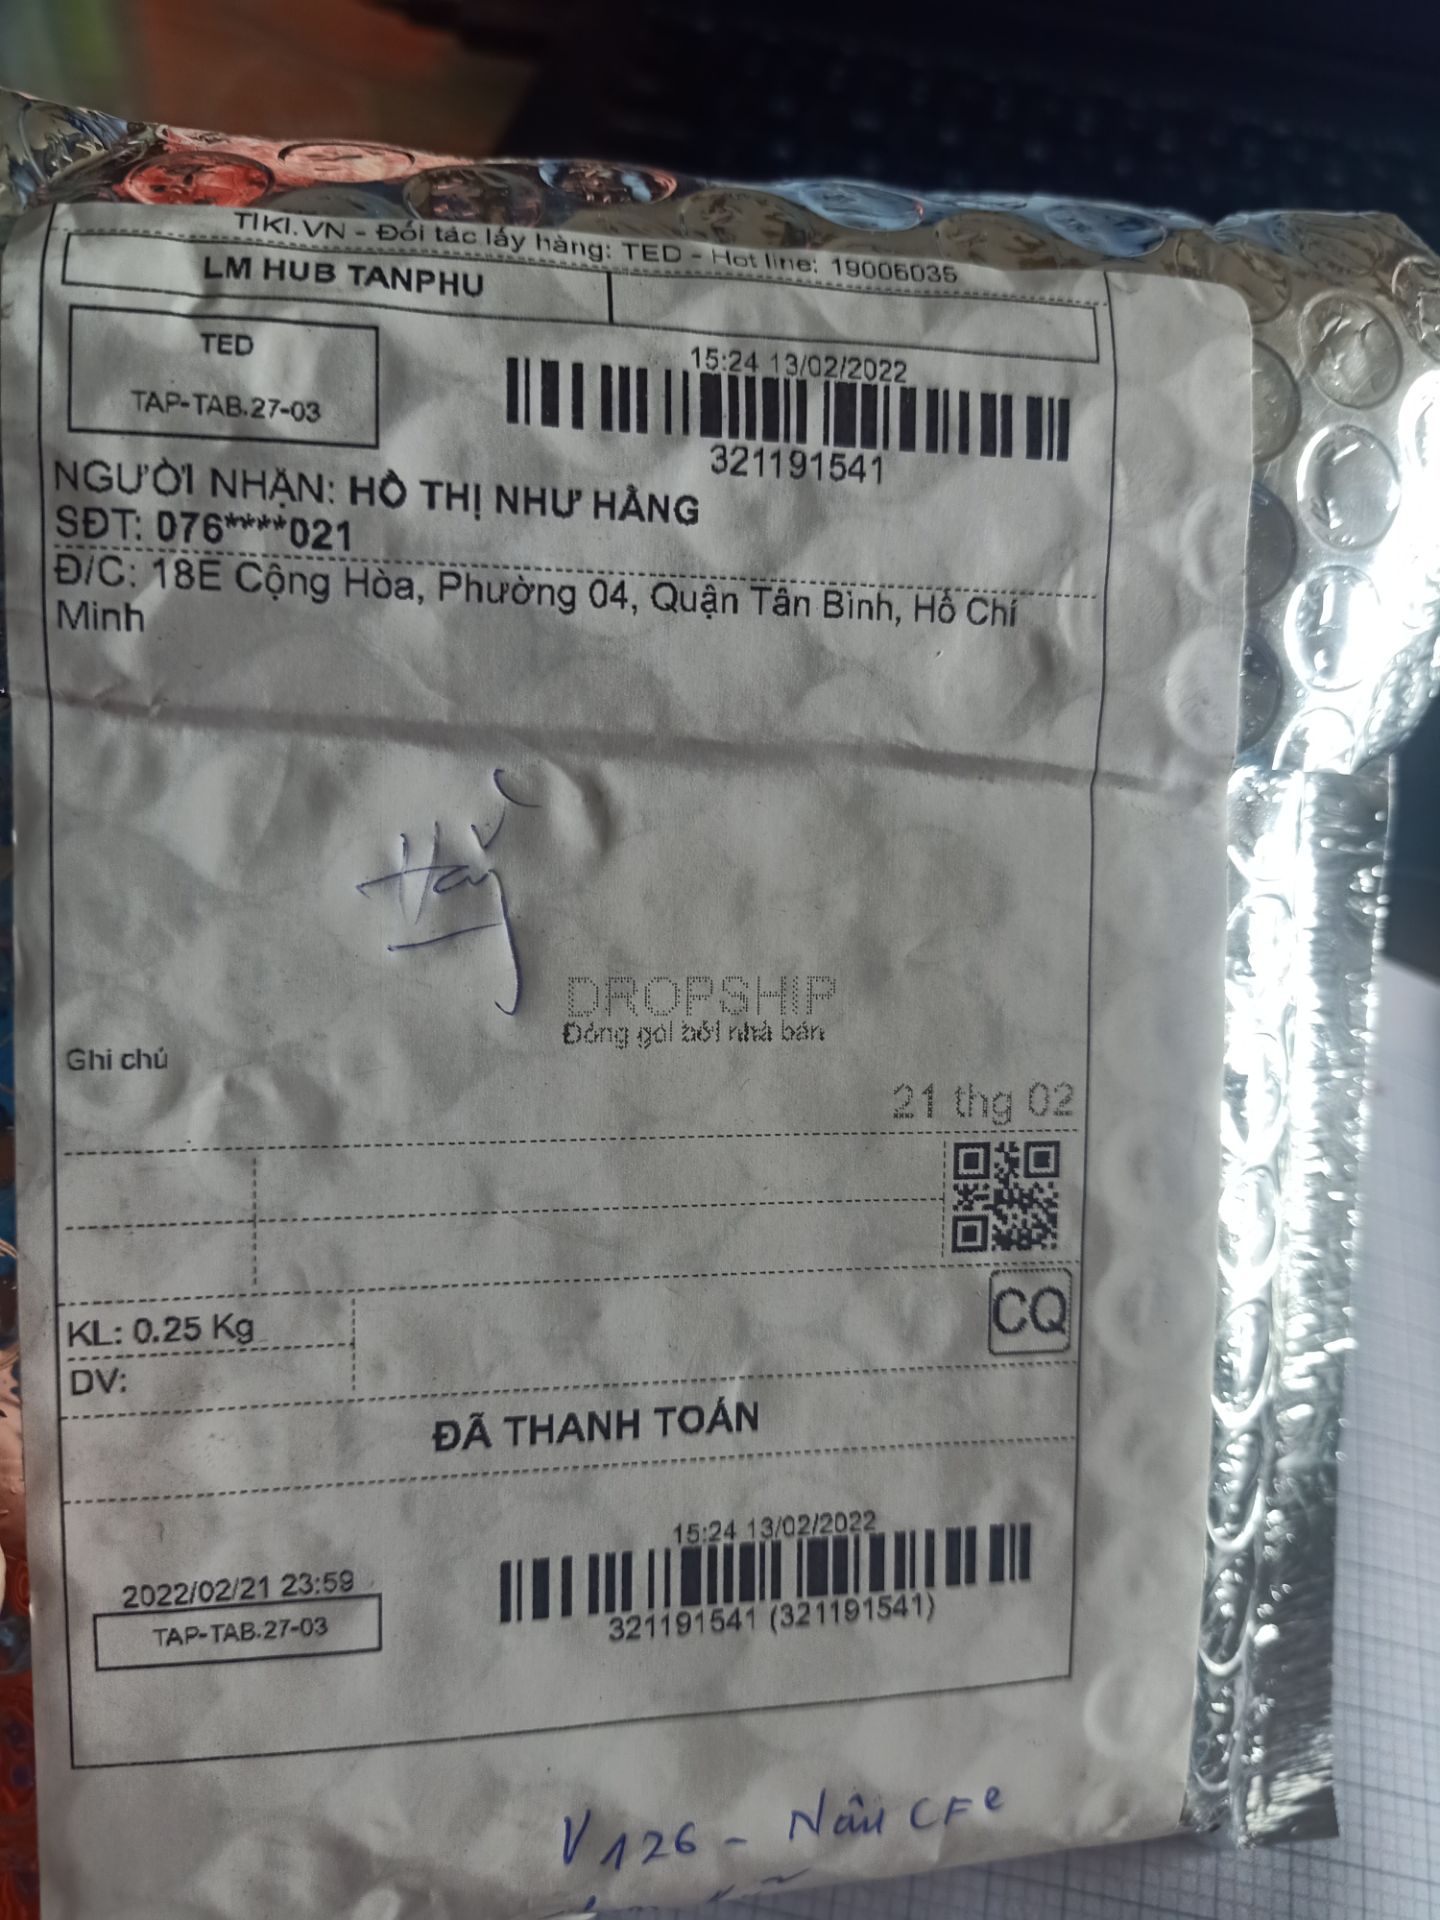 TIKI.VN - Đối tác lấy hàng: TED - Hot line: 19006035
LM HUB TANPHU
TED
TAP-TAB.27-03
15:24 13/02/2022
321191541
NGƯỜI NHẬN: HỒ THỊ NHƯ HẰNG
SĐT: 076****021
Đ/C: 18E Cộng Hòa, Phường 04, Quận Tân Bình, Hồ Chí
Minh
DROPSHIP
Đóng gói bởi nhà bán
Ghi chú
21 thg 02
CQ
KL: 0.25 Kg
DV:
ĐÃ THANH TOÁN
15:24 13/02/2022
2022/02/21 23:59
TAP-TAB.27-03
321191541 (321191541)
V126 - Nâu CFe